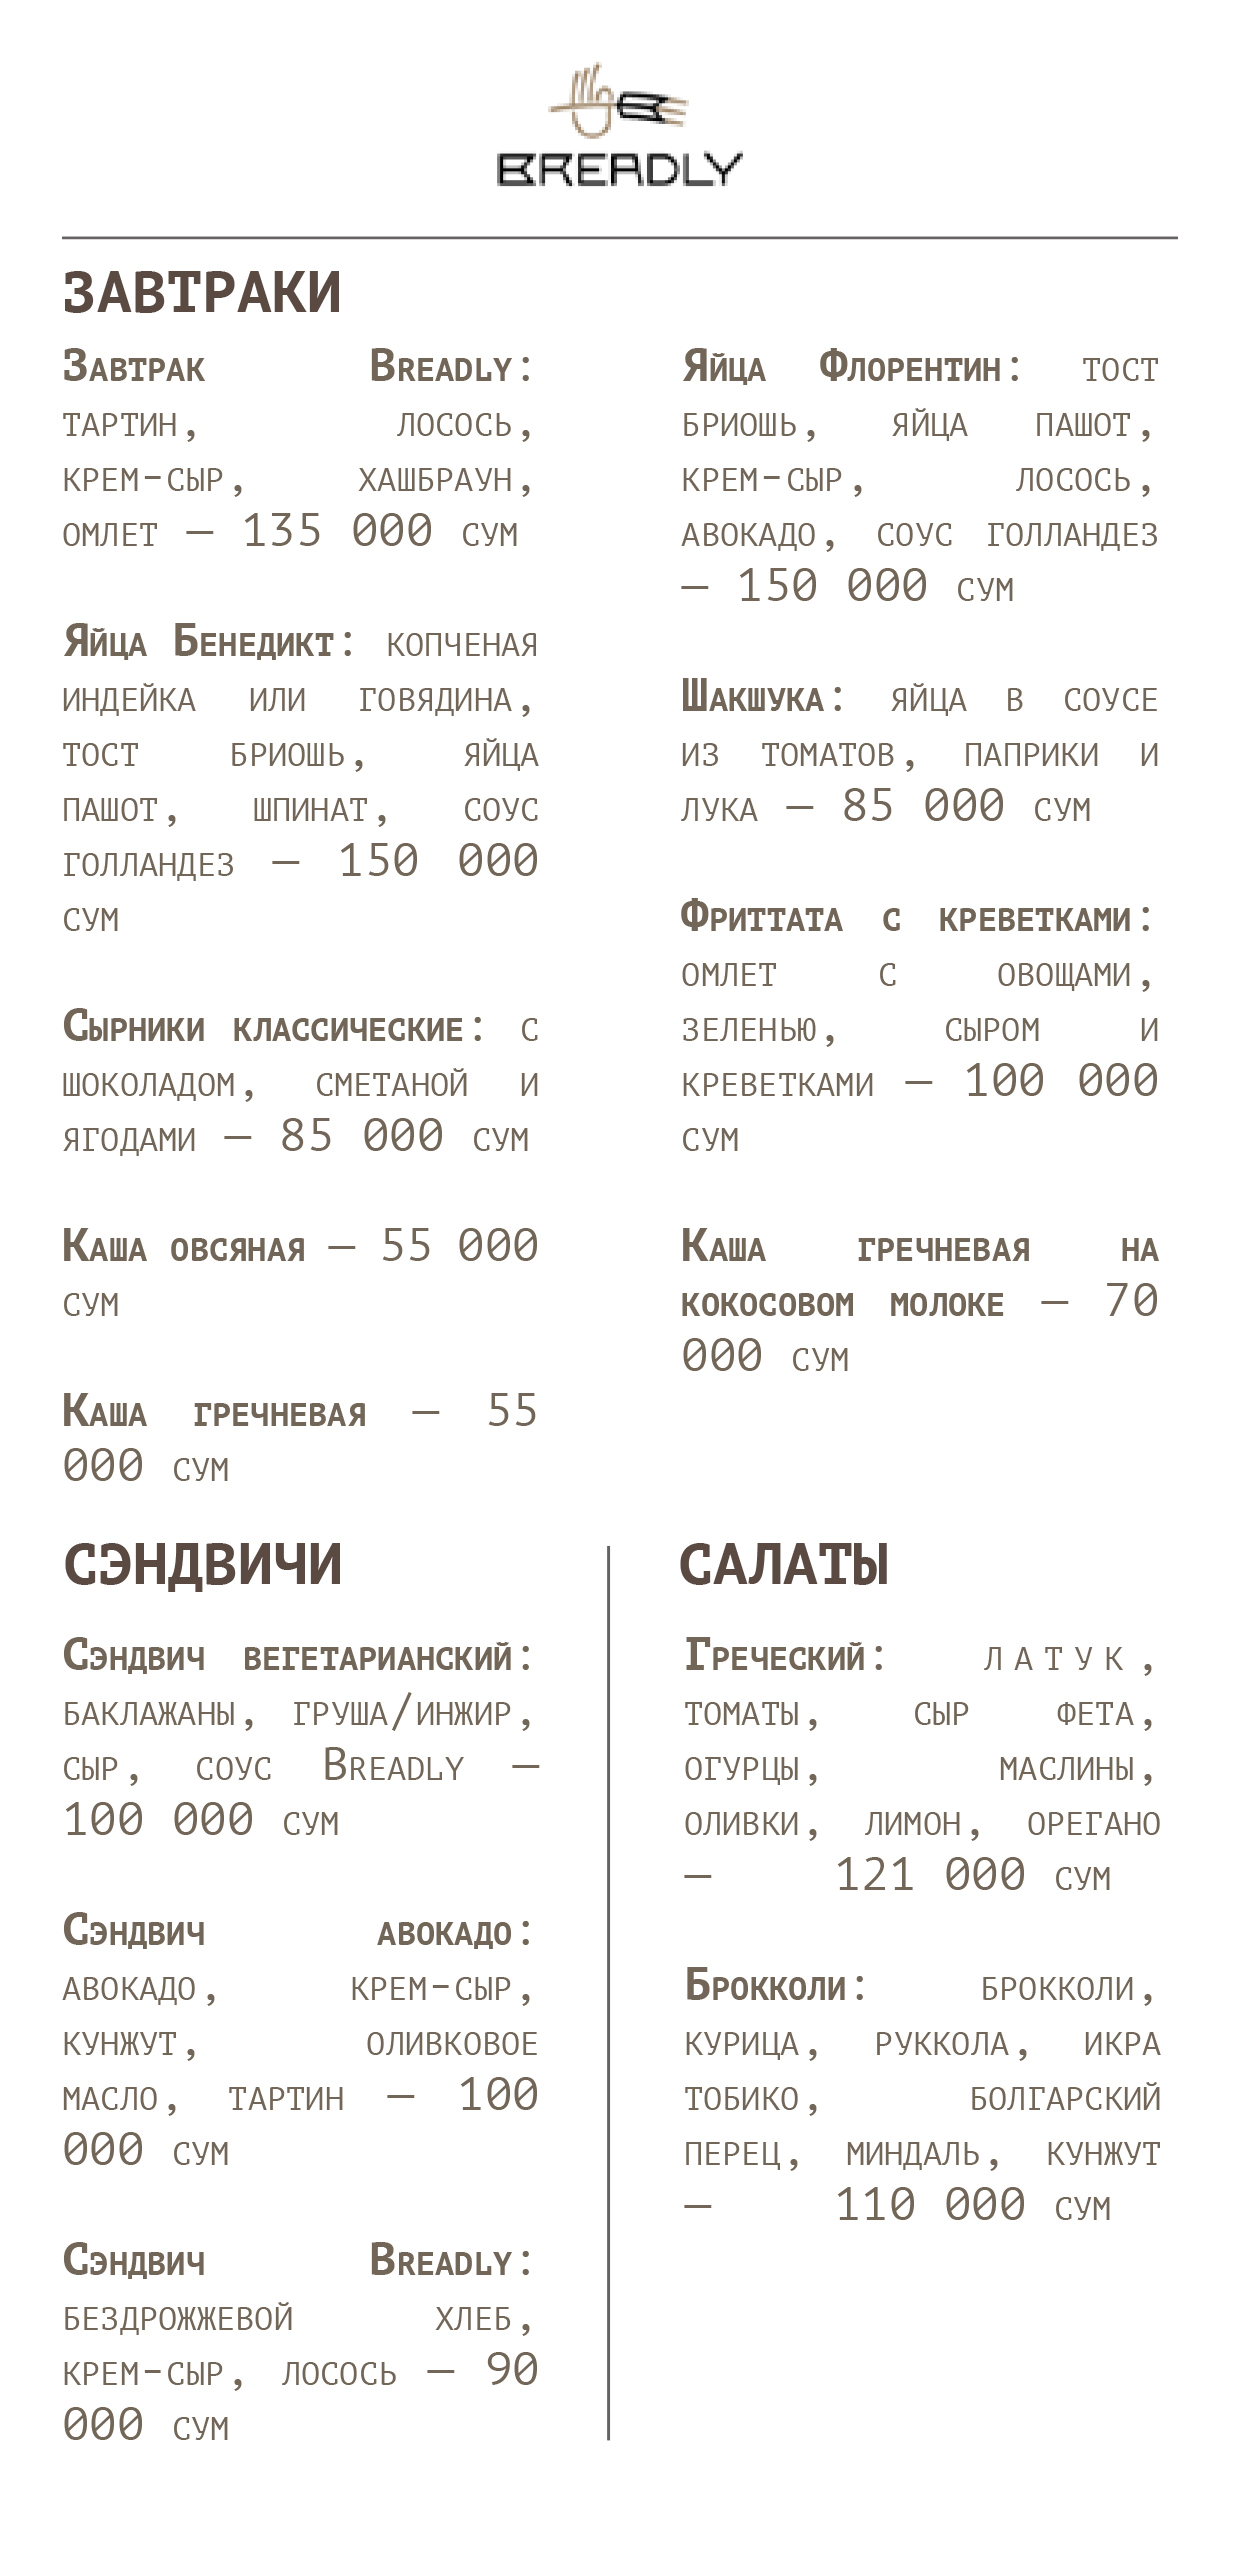 BREADLY
ЗАВТРАКИ
Завтрак Breadly:
тартин, лосось,
крем-сыр, хашбраун,
омлет — 135 000 сум
Яйца Бенедикт: копченая
индейка или говядина,
тост бриошь, яйца
пашот, шпинат, соус
голландез — 150 000
сум
Сырники классические: с
шоколадом, сметаной и
ягодами — 85 000 сум
Каша овсяная — 55 000
сум
Каша гречневая — 55
000 сум
Яйца Флорентин: тост
бриошь, яйца пашот,
крем-сыр, лосось,
авокадо, соус голландез
— 150 000 сум
Шакшука: яйца в соусе
из томатов, паприки и
лука — 85 000 сум
Фриттата с креветками:
омлет с овощами,
зеленью, сыром и
креветками — 100 000
сум
Каша гречневая на
кокосовом молоке — 70
000 сум
СЭНДВИЧИ
Сэндвич вегетарианский:
баклажаны, груша/инжир,
сыр, соус Breadly —
100 000 сум
Сэндвич авокадо:
авокадо, крем-сыр,
кунжут, оливковое
масло, тартин — 100
000 сум
Сэндвич Breadly:
бездрожжевой хлеб,
крем-сыр, лосось — 90
000 сум
САЛАТЫ
Греческий: латук,
томаты, сыр фета,
огурцы, маслины,
оливки, лимон, орегано
— 121 000 сум
Брокколи: брокколи,
курица, руккола, икра
тобико, болгарский
перец, миндаль, кунжут
— 110 000 сум